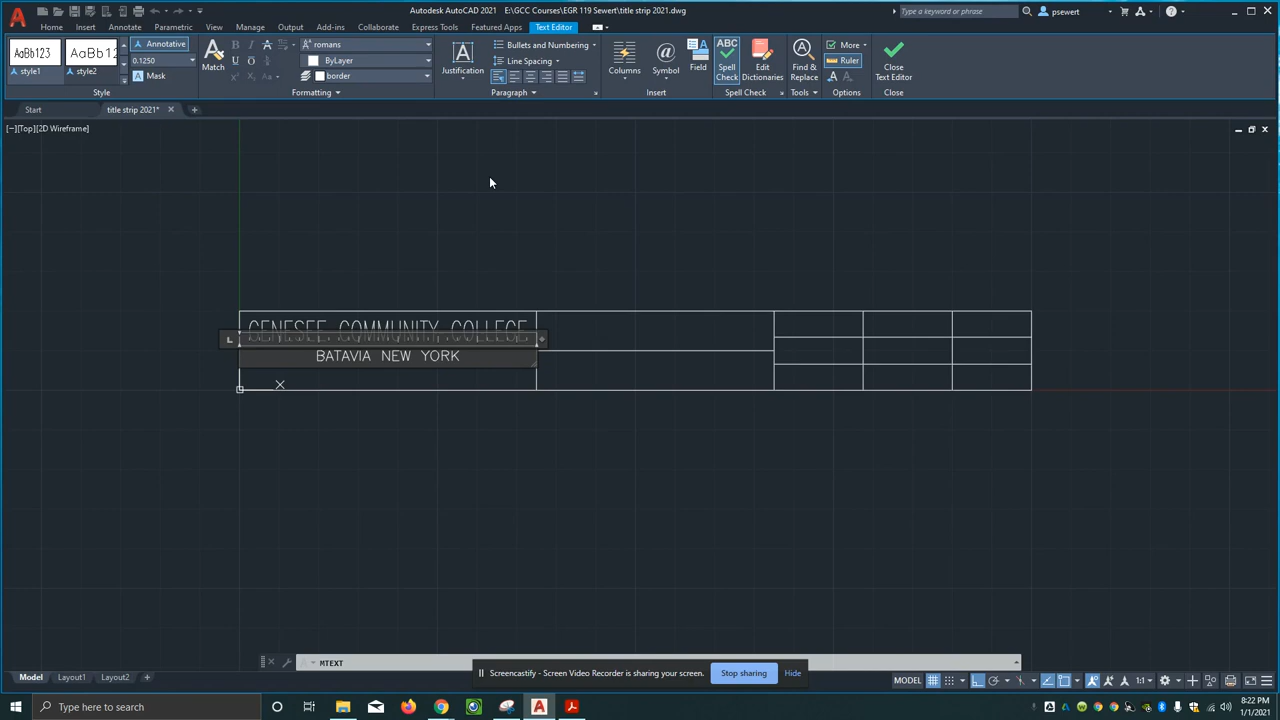 Autodesk AutoCAD 2021 E:\GCC Courses\EGR 119 Sewert\title strip 2021.dwg
Type a keyword or phrase
psewert
Home Insert Annotate Parametric View Manage Output Add-ins Collaborate Express Tools Featured Apps Text Editor
AaBb123
style1
AaBb12
style2
Annotative
0.1250
Mask
Style
Match
B I A
U O
romans
ByLayer
border
Formatting
Justification
Bullets and Numbering
Line Spacing
Paragraph
Columns
Symbol
Field
Insert
ABC
Spell
Check
Edit
Dictionaries
Spell Check
Find &
Replace
Tools
More
Ruler
Options
Close
Text Editor
Close
Start
title strip 2021*
[−][Top][2D Wireframe]
GENESEE COMMUNITY COLLEGE
BATAVIA NEW YORK
MTEXT
Screencastify - Screen Video Recorder is sharing your screen.
Stop sharing
Hide
Model
Layout1
Layout2
MODEL
1:1
Type here to search
8:22 PM
1/1/2021